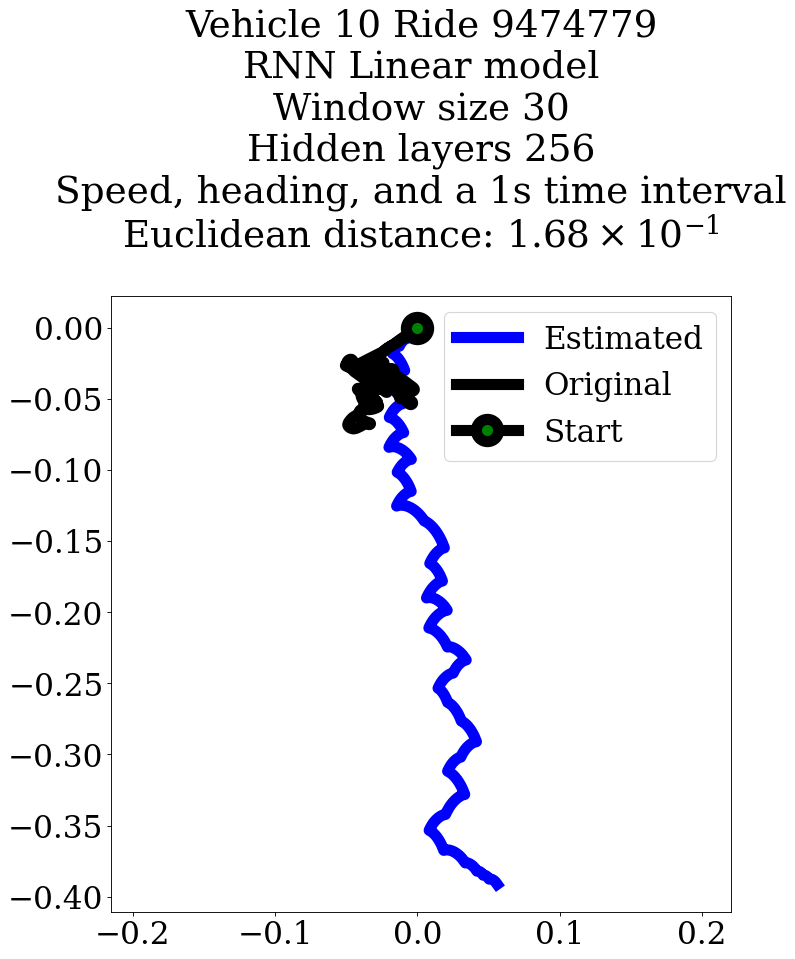 Vehicle 10 Ride 9474779
RNN Linear model
Window size 30
Hidden layers 256
Speed, heading, and a 1s time interval
Euclidean distance: 1.68 × 10⁻¹
Estimated
Original
Start
0.00
−0.05
−0.10
−0.15
−0.20
−0.25
−0.30
−0.35
−0.40
−0.2
−0.1
0.0
0.1
0.2